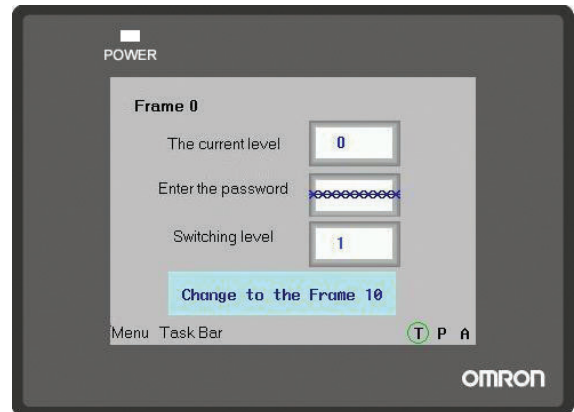 POWER
Frame 0
The current level 0
Enter the password
Switching level 1
Change to the Frame 10
Menu Task Bar T P A
OMRON